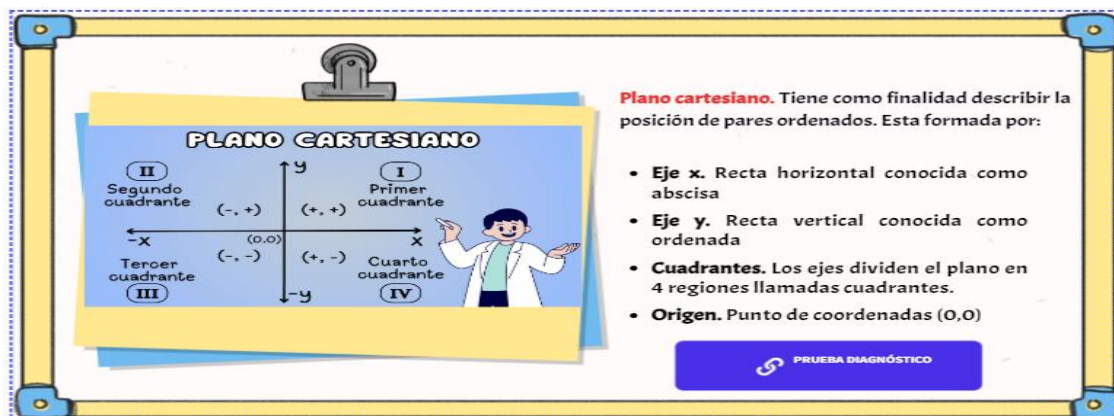 PLANO CARTESIANO
II
Segundo
cuadrante
(-, +)
y
I
Primer
cuadrante
(+, +)
-x
(0.0)
x
Tercer
cuadrante
III
(-, -)
(+, -)
-y
Cuarto
cuadrante
IV
Plano cartesiano. Tiene como finalidad describir la
posición de pares ordenados. Esta formada por:
• Eje x. Recta horizontal conocida como
abscisa
• Eje y. Recta vertical conocida como
ordenada
• Cuadrantes. Los ejes dividen el plano en
4 regiones llamadas cuadrantes.
• Origen. Punto de coordenadas (0,0)
PRUEBA DIAGNÓSTICO